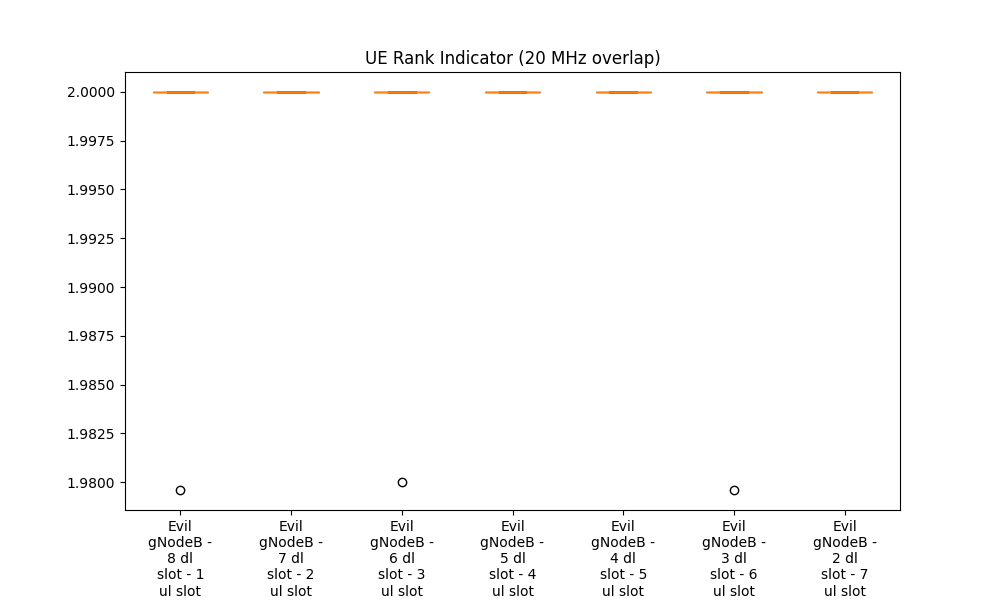 UE Rank Indicator (20 MHz overlap)
2.0000
1.9975
1.9950
1.9925
1.9900
1.9875
1.9850
1.9825
1.9800
Evil
gNodeB -
8 dl
slot - 1
ul slot
Evil
gNodeB -
7 dl
slot - 2
ul slot
Evil
gNodeB -
6 dl
slot - 3
ul slot
Evil
gNodeB -
5 dl
slot - 4
ul slot
Evil
gNodeB -
4 dl
slot - 5
ul slot
Evil
gNodeB -
3 dl
slot - 6
ul slot
Evil
gNodeB -
2 dl
slot - 7
ul slot